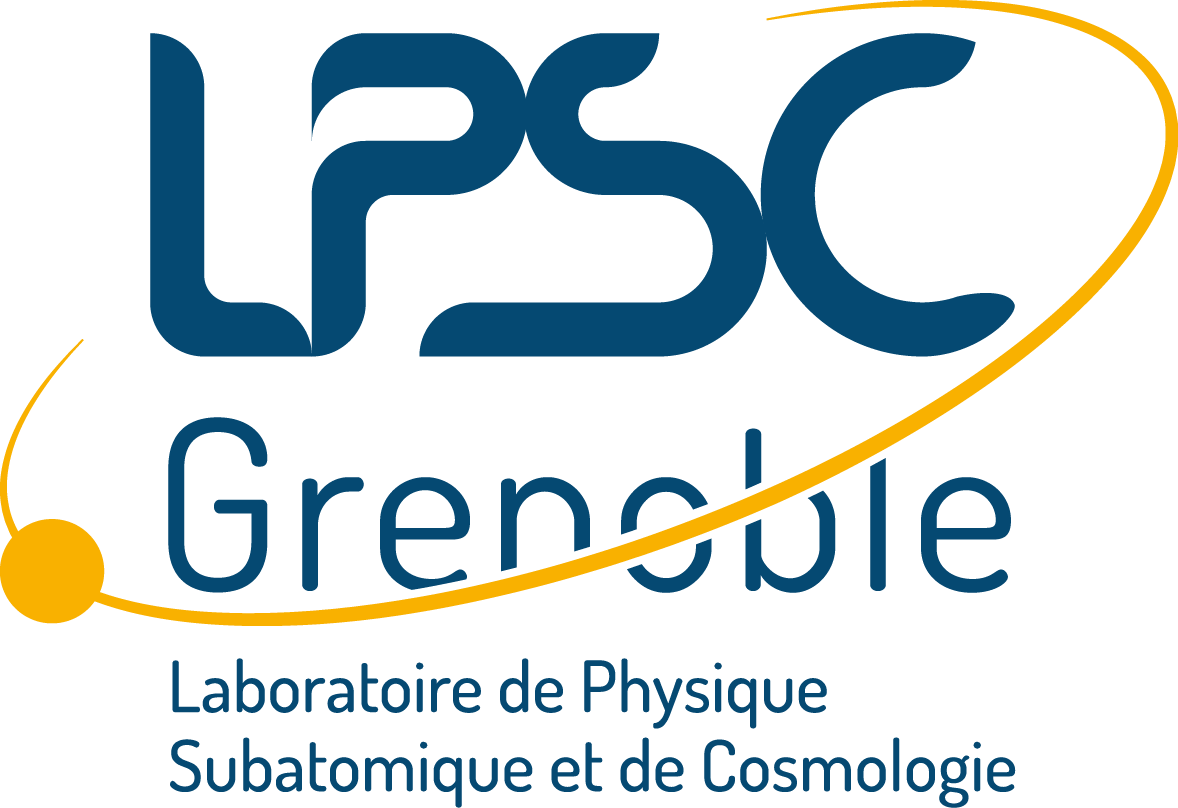 LPSC
Grenoble
Laboratoire de Physique
Subatomique et de Cosmologie